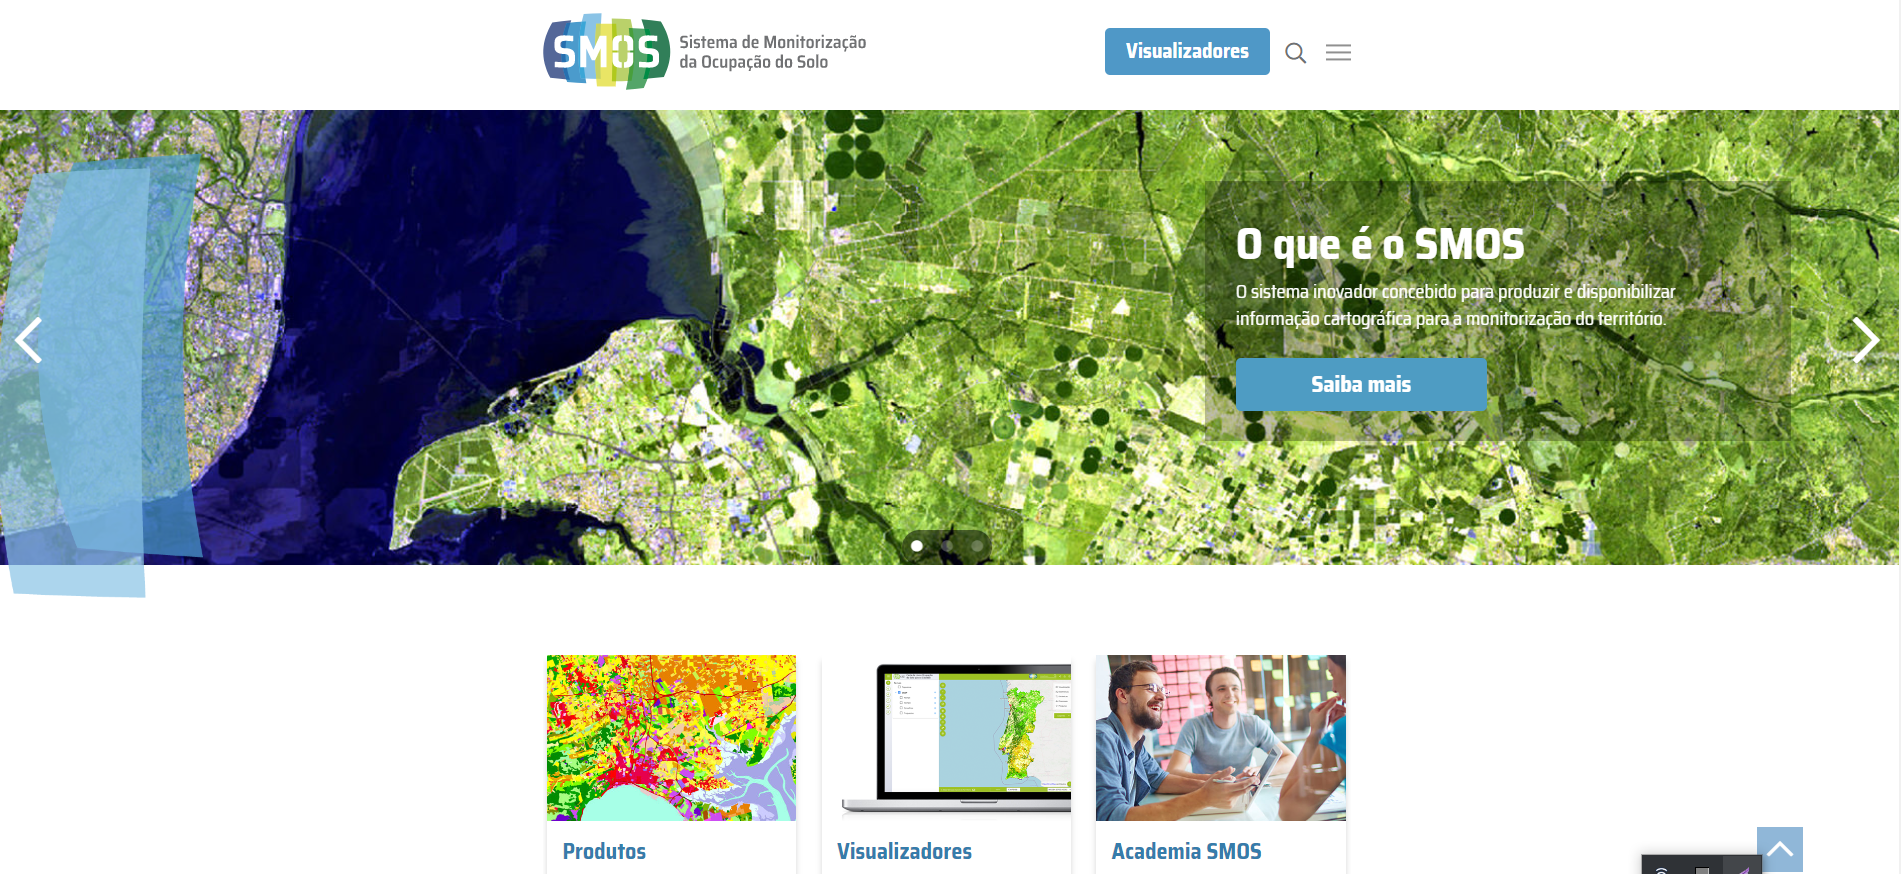 SMOS
Sistema de Monitorização
da Ocupação do Solo
Visualizadores
O que é o SMOS
O sistema inovador concebido para produzir e disponibilizar
informação cartográfica para a monitorização do território.
Saiba mais
Produtos
Visualizadores
Academia SMOS